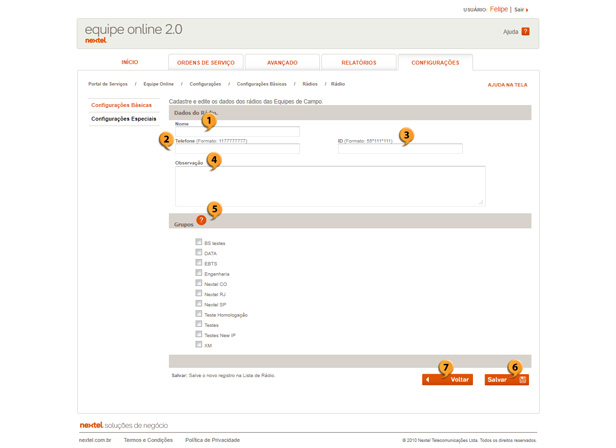 USUÁRIO: Felipe | Sair
equipe online 2.0
nextel.
Ajuda ?
INÍCIO ORDENS DE SERVIÇO AVANÇADO RELATÓRIOS CONFIGURAÇÕES
Portal de Serviços / Equipe Online / Configurações / Configurações Básicas / Rádios / Rádio AJUDA NA TELA
Configurações Básicas
Configurações Especiais
Cadastre e edite os dados dos rádios das Equipes de Campo.
Dados do Rádio.
Nome 1
2 Telefone (Formato: 1177777777) ID (Formato: 55*111*111) 3
Observação 4
5
Grupos ?
BS testes
DATA
EBTS
Engenharia
Nextel CO
Nextel RJ
Nextel SP
Teste Homologação
Testes
Testes New IP
XM
7 6
Salvar: Salve o novo registro na Lista de Rádio. Voltar Salvar
nextel. soluções de negócio
nextel.com.br Termos e Condições Política de Privacidade © 2010 Nextel Telecomunicações Ltda. Todos os direitos reservados.